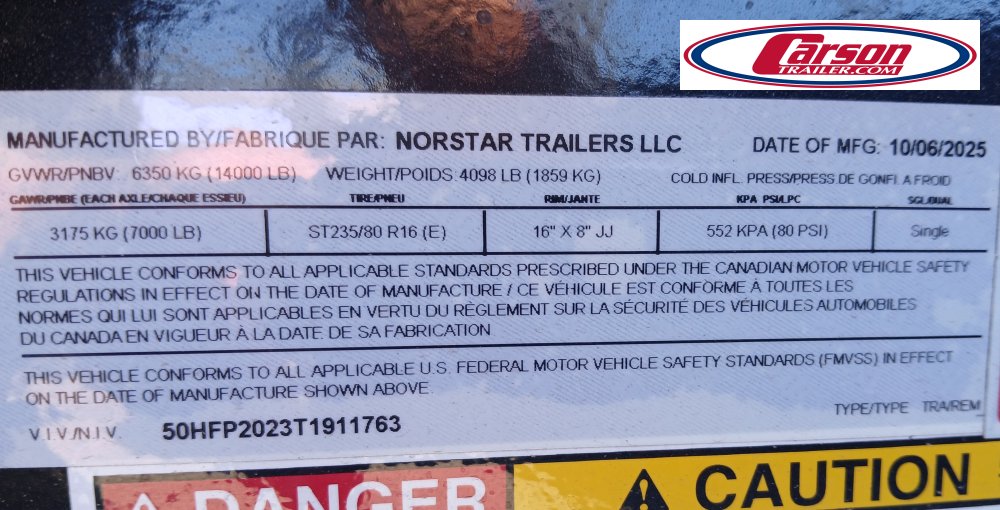 Carson
TRAILER.COM
MANUFACTURED BY/FABRIQUE PAR: NORSTAR TRAILERS LLC DATE OF MFG: 10/06/2025
GVWR/PNBV: 6350 KG (14000 LB) WEIGHT/POIDS: 4098 LB (1859 KG) COLD INFL. PRESS/PRESS.DE GONFL. A FROID
GAWR/PNBE (EACH AXLE/CHAQUE ESSIEU) TIRE/PNEU RIM/JANTE KPA PSI/LPC SGL/DUAL
3175 KG (7000 LB) ST235/80 R16 (E) 16" X 8" JJ 552 KPA (80 PSI) Single
THIS VEHICLE CONFORMS TO ALL APPLICABLE STANDARDS PRESCRIBED UNDER THE CANADIAN MOTOR VEHICLE SAFETY
REGULATIONS IN EFFECT ON THE DATE OF MANUFACTURE / CE VÉHICULE EST CONFORME À TOUTES LES
NORMES QUI LUI SONT APPLICABLES EN VERTU DU RÈGLEMENT SUR LA SÉCURITÉ DES VÉHICULES AUTOMOBILES
DU CANADA EN VIGUEUR À LA DATE DE SA FABRICATION
THIS VEHICLE CONFORMS TO ALL APPLICABLE U.S. FEDERAL MOTOR VEHICLE SAFETY STANDARDS (FMVSS) IN EFFECT
ON THE DATE OF MANUFACTURE SHOWN ABOVE.
V.I.V./N.I.V. 50HFP2023T1911763 TYPE/TYPE TRA/REM
DANGER CAUTION